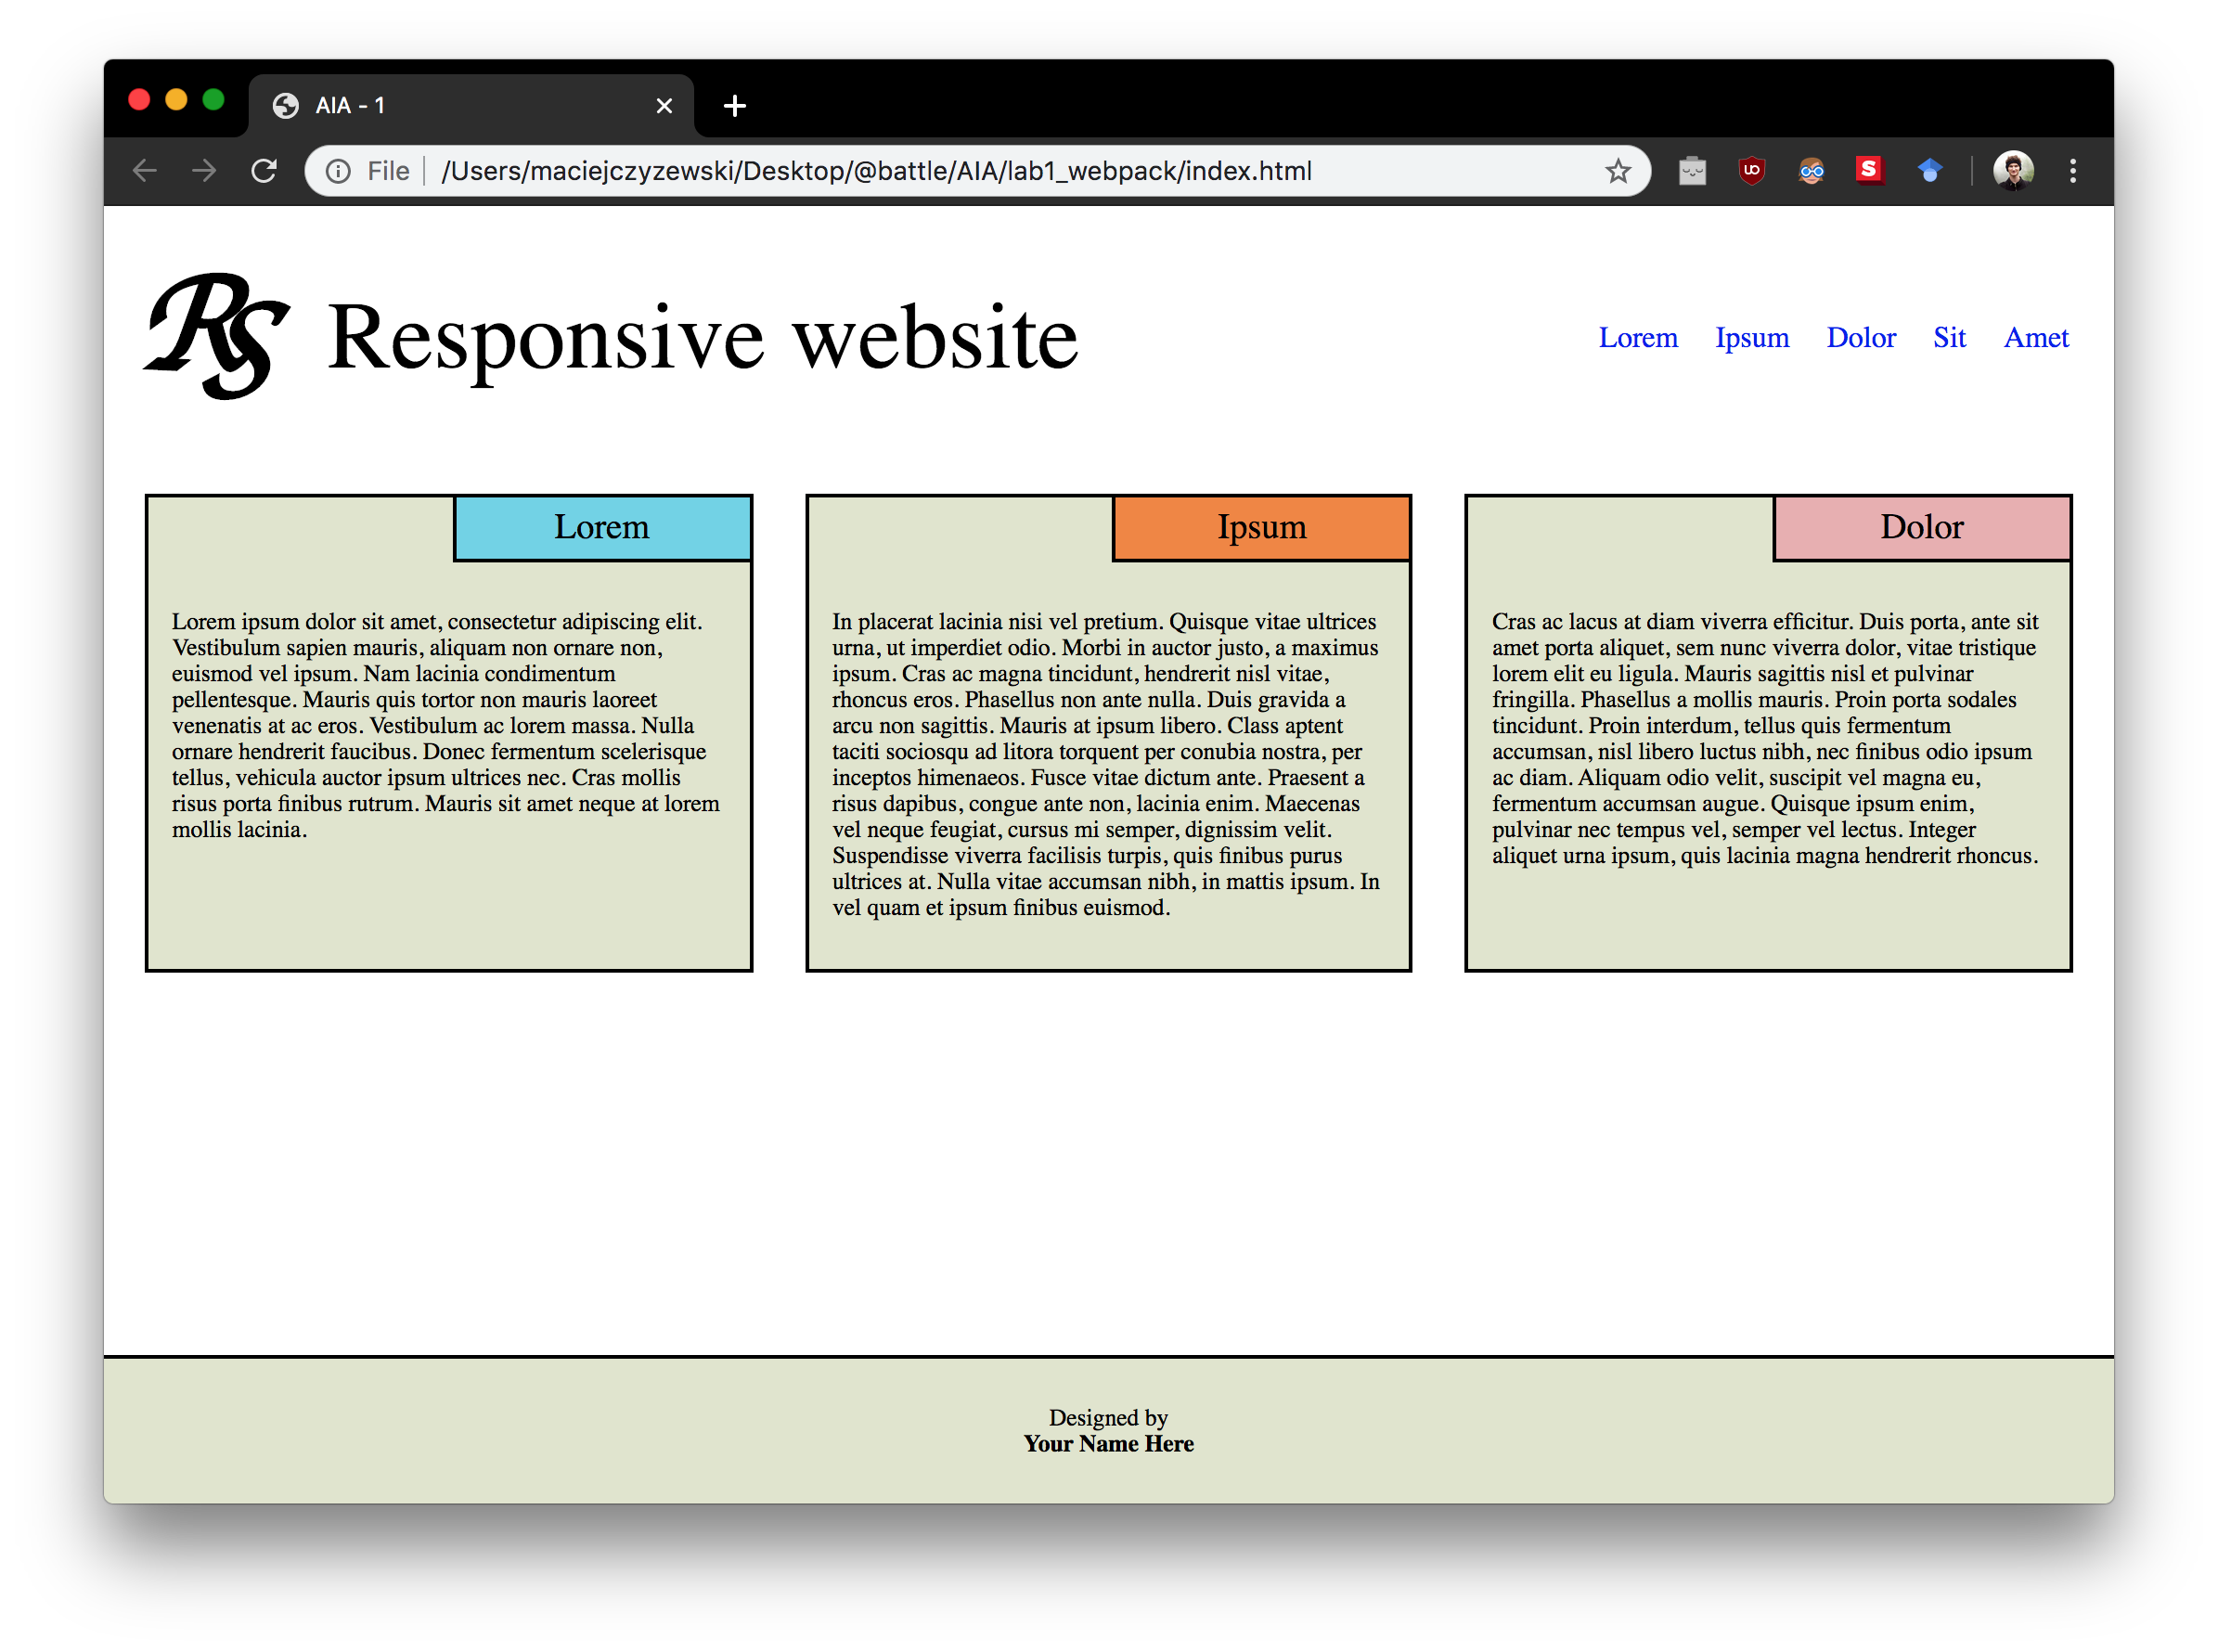 AIA - 1
File /Users/maciejczyzewski/Desktop/@battle/AIA/lab1_webpack/index.html
RS Responsive website
Lorem Ipsum Dolor Sit Amet
Lorem
Lorem ipsum dolor sit amet, consectetur adipiscing elit.
Vestibulum sapien mauris, aliquam non ornare non,
euismod vel ipsum. Nam lacinia condimentum
pellentesque. Mauris quis tortor non mauris laoreet
venenatis at ac eros. Vestibulum ac lorem massa. Nulla
ornare hendrerit faucibus. Donec fermentum scelerisque
tellus, vehicula auctor ipsum ultrices nec. Cras mollis
risus porta finibus rutrum. Mauris sit amet neque at lorem
mollis lacinia.
Ipsum
In placerat lacinia nisi vel pretium. Quisque vitae ultrices
urna, ut imperdiet odio. Morbi in auctor justo, a maximus
ipsum. Cras ac magna tincidunt, hendrerit nisl vitae,
rhoncus eros. Phasellus non ante nulla. Duis gravida a
arcu non sagittis. Mauris at ipsum libero. Class aptent
taciti sociosqu ad litora torquent per conubia nostra, per
inceptos himenaeos. Fusce vitae dictum ante. Praesent a
risus dapibus, congue ante non, lacinia enim. Maecenas
vel neque feugiat, cursus mi semper, dignissim velit.
Suspendisse viverra facilisis turpis, quis finibus purus
ultrices at. Nulla vitae accumsan nibh, in mattis ipsum. In
vel quam et ipsum finibus euismod.
Dolor
Cras ac lacus at diam viverra efficitur. Duis porta, ante sit
amet porta aliquet, sem nunc viverra dolor, vitae tristique
lorem elit eu ligula. Mauris sagittis nisl et pulvinar
fringilla. Phasellus a mollis mauris. Proin porta sodales
tincidunt. Proin interdum, tellus quis fermentum
accumsan, nisl libero luctus nibh, nec finibus odio ipsum
ac diam. Aliquam odio velit, suscipit vel magna eu,
fermentum accumsan augue. Quisque ipsum enim,
pulvinar nec tempus vel, semper vel lectus. Integer
aliquet urna ipsum, quis lacinia magna hendrerit rhoncus.
Designed by
Your Name Here